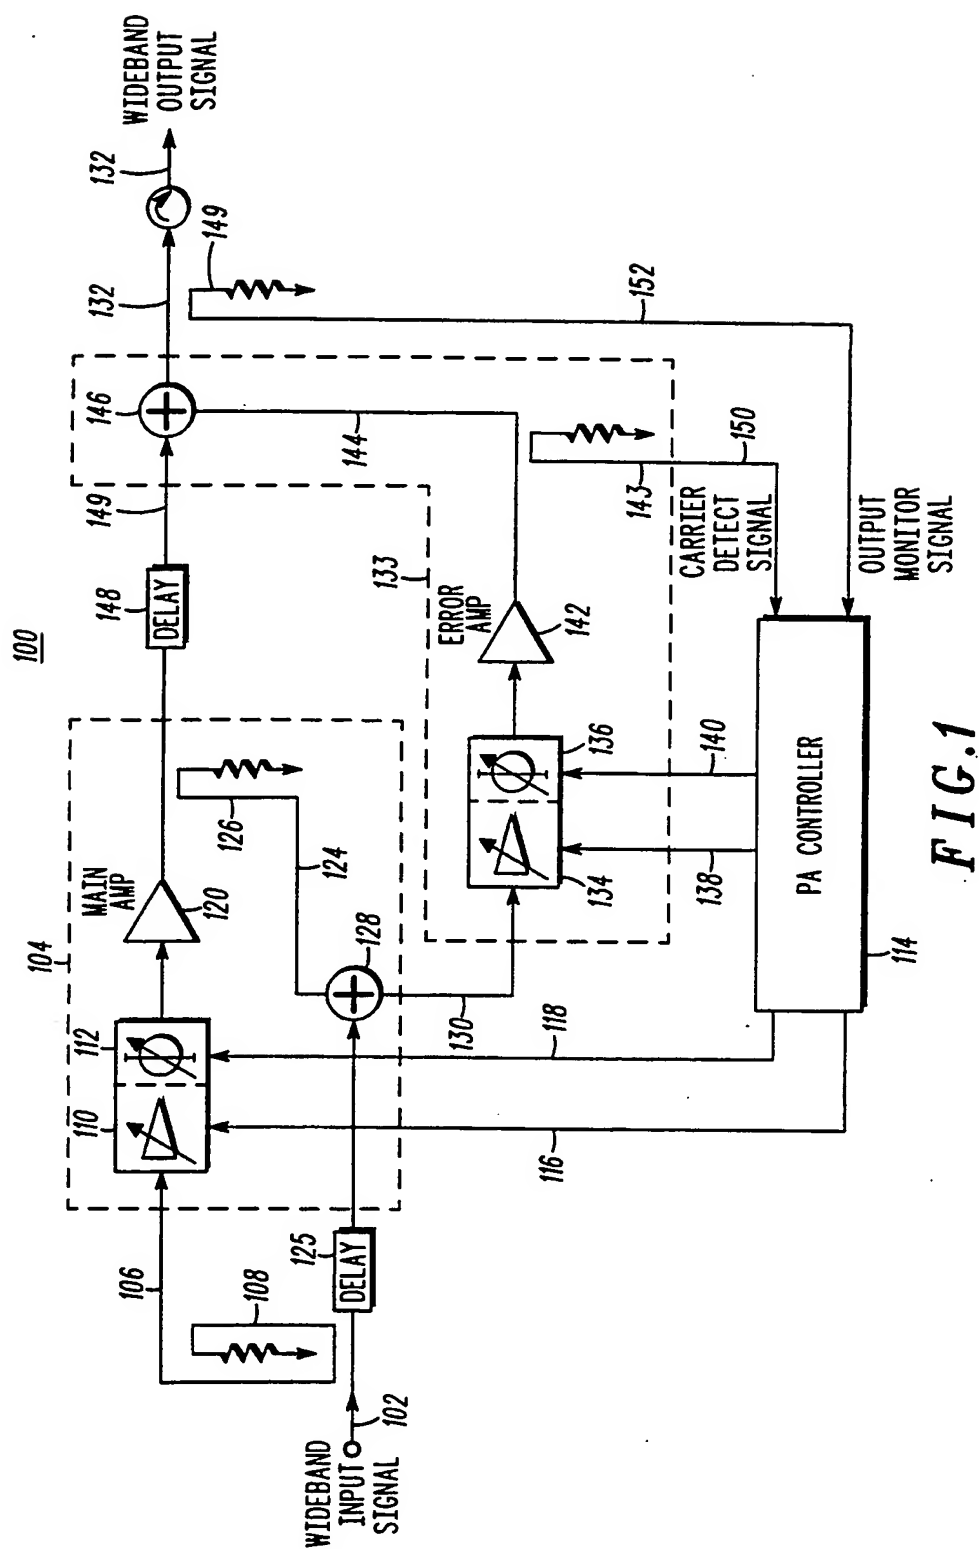 100
WIDEBAND
INPUT
SIGNAL
102
108
106
DELAY
125
104
110
112
MAIN
AMP
120
126
124
128
130
116
118
DELAY
148
149
146
132
132
WIDEBAND
OUTPUT
SIGNAL
149
152
133
134
136
138
140
ERROR
AMP
142
144
143
150
CARRIER
DETECT
SIGNAL
OUTPUT
MONITOR
SIGNAL
PA CONTROLLER
114
FIG.1